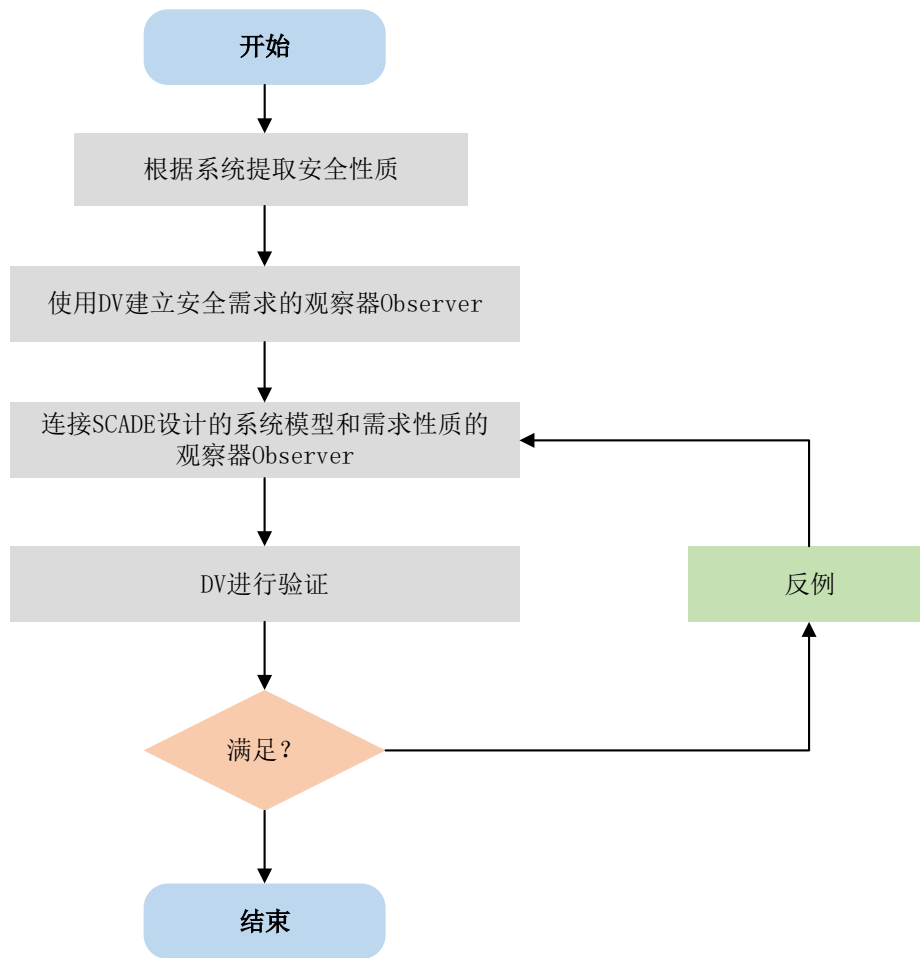 开始
根据系统提取安全性质
使用DV建立安全需求的观察器Observer
连接SCADE设计的系统模型和需求性质的
观察器Observer
DV进行验证
反例
满足？
结束